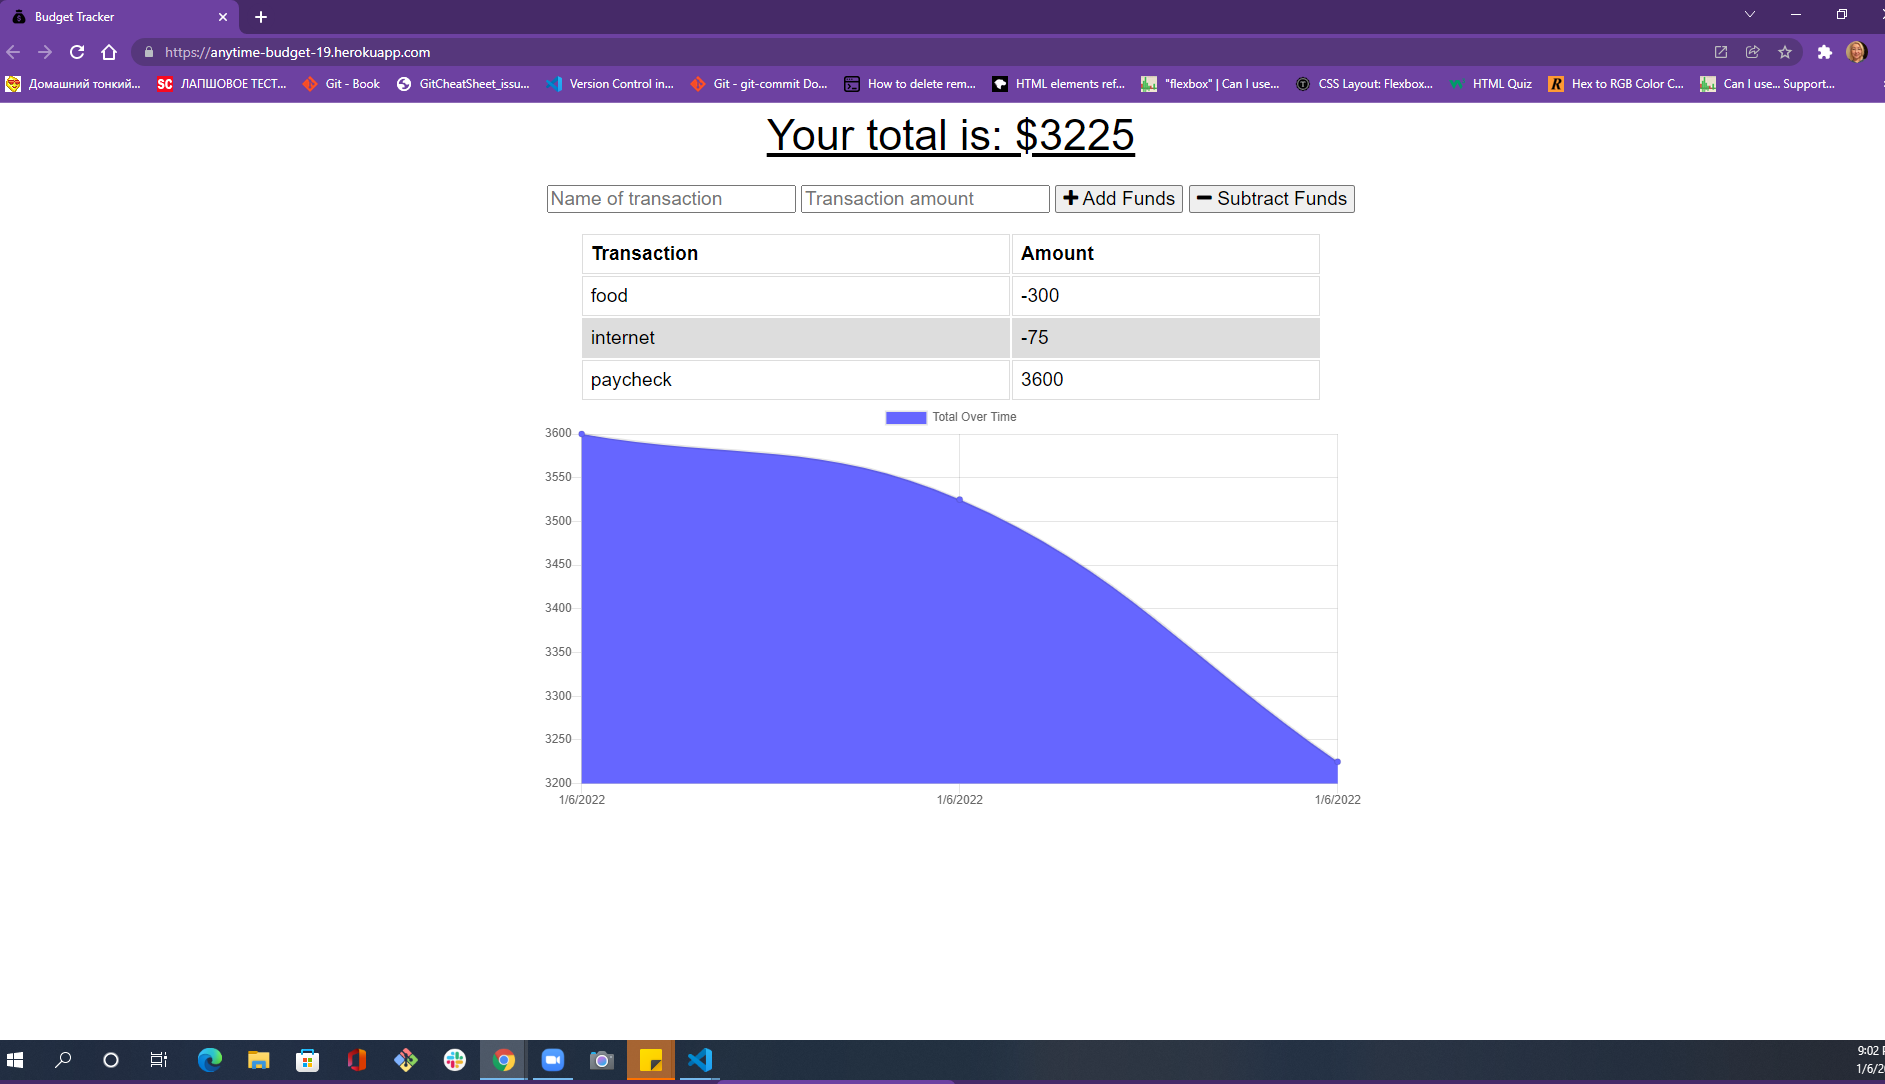 Budget Tracker
https://anytime-budget-19.herokuapp.com
Домашний тонкий... ЛАПШОВОЕ ТЕСТ... Git - Book GitCheatSheet_issu... Version Control in... Git - git-commit Do... How to delete rem... HTML elements ref... "flexbox" | Can I use... CSS Layout: Flexbox... HTML Quiz Hex to RGB Color C... Can I use... Support...
Your total is: $3225
Name of transaction Transaction amount Add Funds Subtract Funds
Transaction Amount
food -300
internet -75
paycheck 3600
Total Over Time
3600
3550
3500
3450
3400
3350
3300
3250
3200
1/6/2022 1/6/2022 1/6/2022
9:02